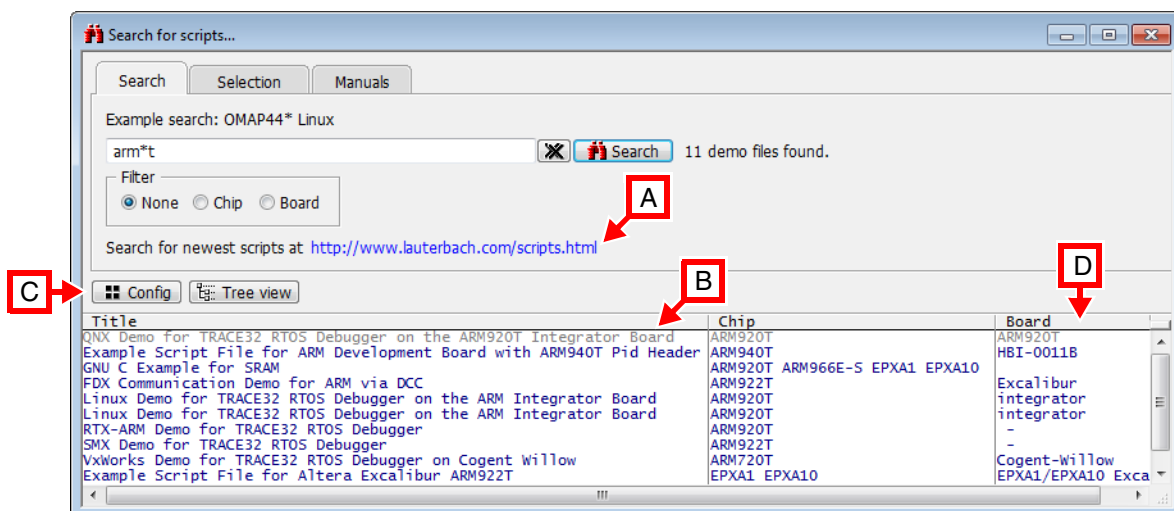 Search for scripts...
Search Selection Manuals
Example search: OMAP44* Linux
arm*t Search 11 demo files found.
Filter
None Chip Board
A
Search for newest scripts at http://www.lauterbach.com/scripts.html
B
D
C
Config Tree view
Title Chip Board
QNX Demo for TRACE32 RTOS Debugger on the ARM920T Integrator Board ARM920T ARM920T
Example Script File for ARM Development Board with ARM940T Pid Header ARM940T HBI-0011B
GNU C Example for SRAM ARM920T ARM966E-S EPXA1 EPXA10
FDX Communication Demo for ARM via DCC ARM922T Excalibur
Linux Demo for TRACE32 RTOS Debugger on the ARM Integrator Board ARM920T integrator
Linux Demo for TRACE32 RTOS Debugger on the ARM Integrator Board ARM920T integrator
RTX-ARM Demo for TRACE32 RTOS Debugger ARM920T -
SMX Demo for TRACE32 RTOS Debugger ARM922T -
VxWorks Demo for TRACE32 RTOS Debugger on Cogent Willow ARM720T Cogent-Willow
Example Script File for Altera Excalibur ARM922T EPXA1 EPXA10 EPXA1/EPXA10 Exca